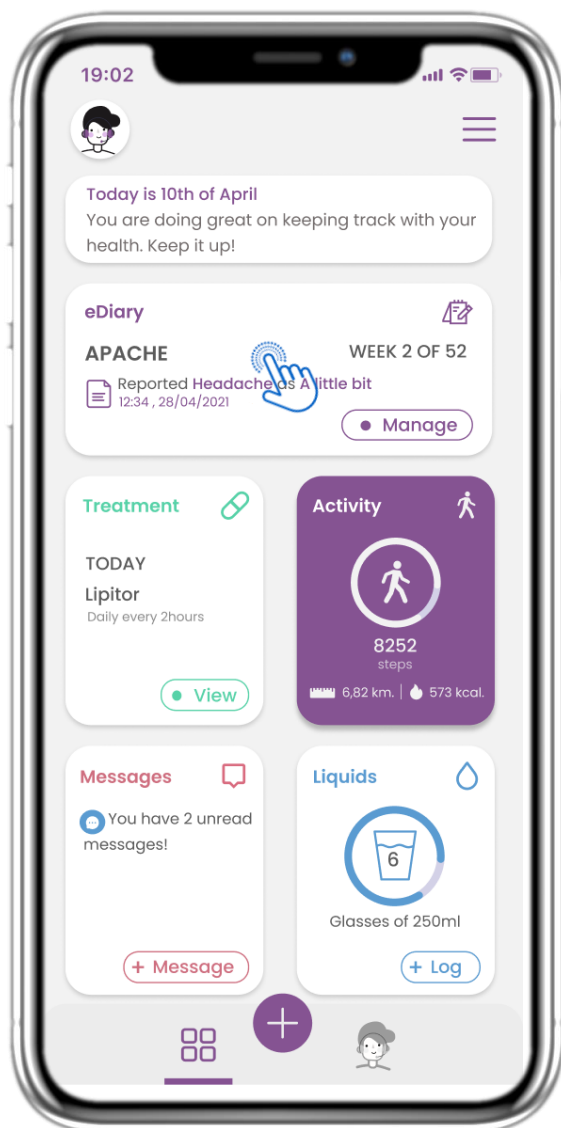 19:02
Today is 10th of April
You are doing great on keeping track with your
health. Keep it up!
eDiary
APACHE
WEEK 2 OF 52
Reported Headache as A little bit
12:34 , 28/04/2021
Manage
Treatment
TODAY
Lipitor
Daily every 2hours
View
Activity
8252
steps
6,82 km. | 573 kcal.
Messages
You have 2 unread
messages!
+ Message
Liquids
6
Glasses of 250ml
+ Log